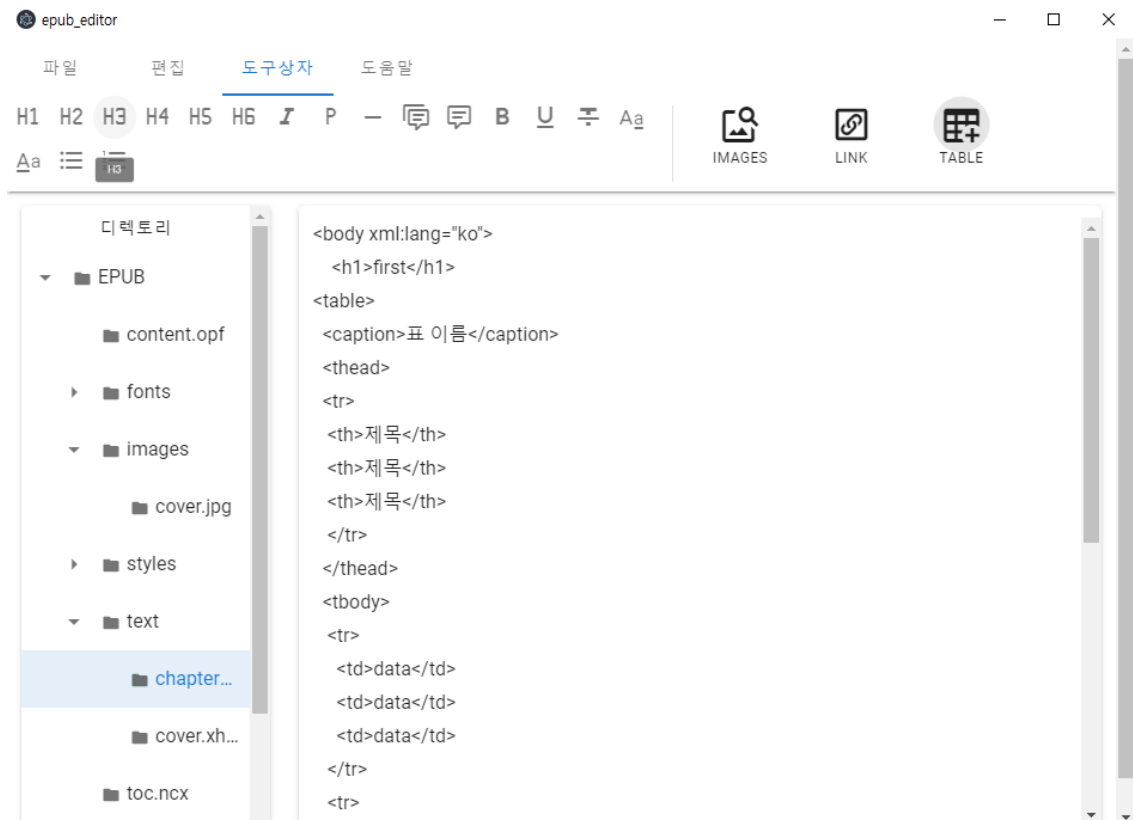 epub_editor
파일 편집 도구상자 도움말
H1 H2 H3 H4 H5 H6 I P B U T Aa
Aa
H3
IMAGES LINK TABLE
디렉토리
EPUB
content.opf
fonts
images
cover.jpg
styles
text
chapter...
cover.xh...
toc.ncx
<body xml:lang="ko">
<h1>first</h1>
<table>
<caption>표 이름</caption>
<thead>
<tr>
<th>제목</th>
<th>제목</th>
<th>제목</th>
</tr>
</thead>
<tbody>
<tr>
<td>data</td>
<td>data</td>
<td>data</td>
</tr>
<tr>